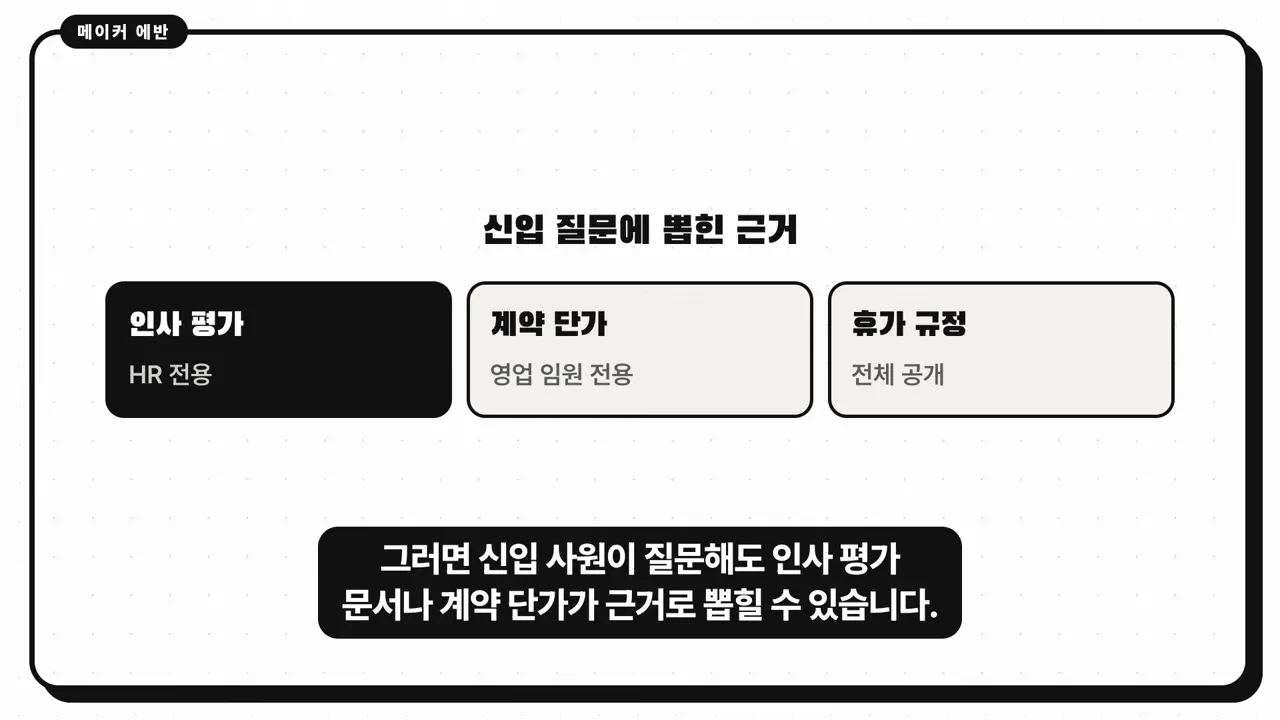 메이커 에반
신입 질문에 뽑힌 근거
인사 평가
HR 전용
계약 단가
영업 임원 전용
휴가 규정
전체 공개
그러면 신입 사원이 질문해도 인사 평가
문서나 계약 단가가 근거로 뽑힐 수 있습니다.